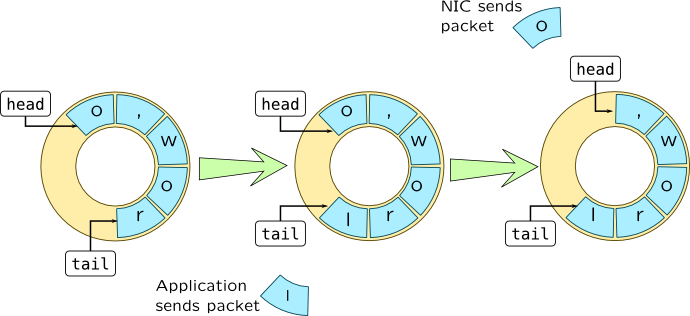 NIC sends
packet
o
head
o
,
w
o
r
tail
head
o
,
w
o
r
l
tail
head
,
w
o
r
l
tail
Application
sends packet
l